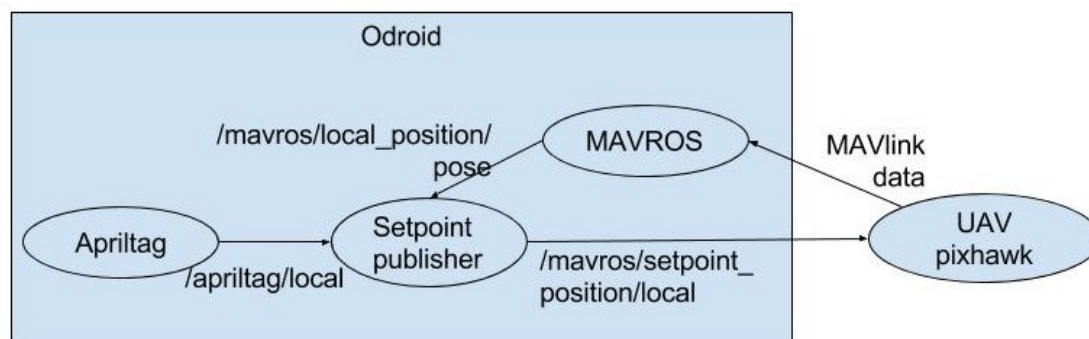 Odroid
/mavros/local_position/
pose
MAVROS
MAVlink
data
Apriltag
/apriltag/local
Setpoint
publisher
/mavros/setpoint_
position/local
UAV
pixhawk